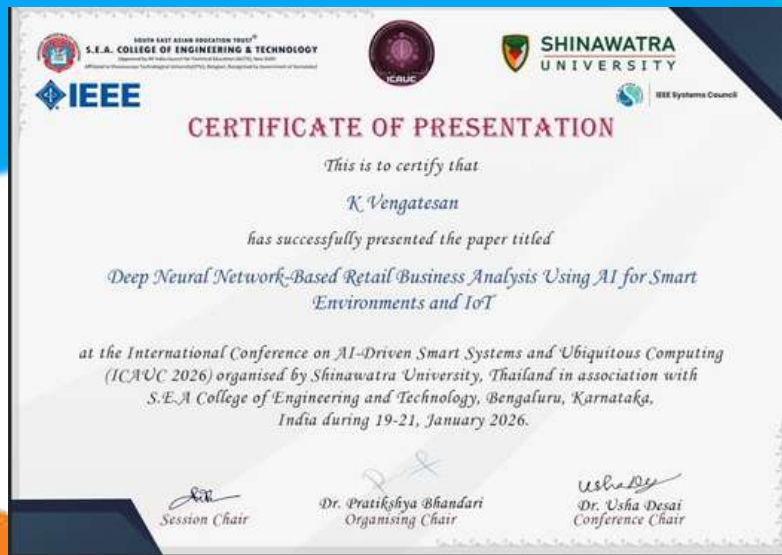 SOUTH EAST ASIAN EDUCATION TRUST®
S.E.A. COLLEGE OF ENGINEERING & TECHNOLOGY
ICAUC
SHINAWATRA
UNIVERSITY
IEEE
IEEE Systems Council
CERTIFICATE OF PRESENTATION
This is to certify that
K Vengatesan
has successfully presented the paper titled
Deep Neural Network-Based Retail Business Analysis Using AI for Smart
Environments and IoT
at the International Conference on AI-Driven Smart Systems and Ubiquitous Computing
(ICAUC 2026) organised by Shinawatra University, Thailand in association with
S.E.A College of Engineering and Technology, Bengaluru, Karnataka,
India during 19-21, January 2026.
Usha Des
Session Chair
Dr. Pratikshya Bhandari
Organising Chair
Dr. Usha Desai
Conference Chair